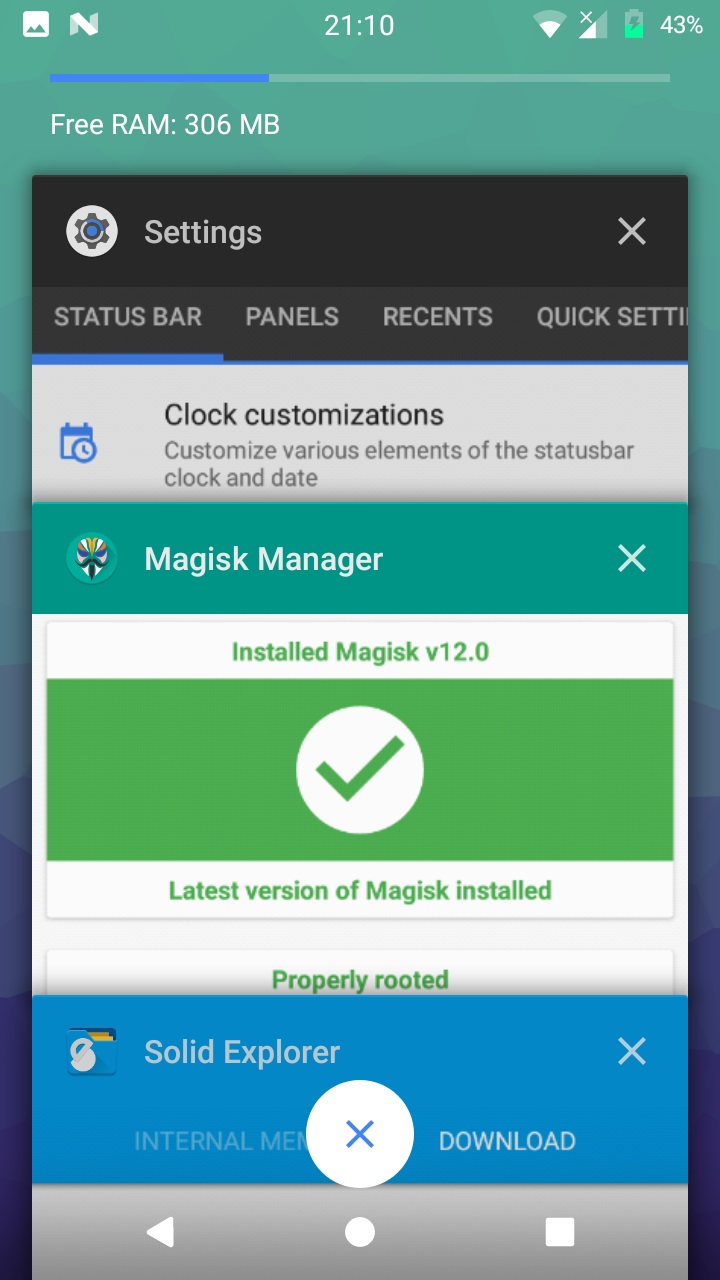 21:10
43%
Free RAM: 306 MB
Settings
STATUS BAR PANELS RECENTS QUICK SETTI
Clock customizations
Customize various elements of the statusbar
clock and date
Magisk Manager
Installed Magisk v12.0
Latest version of Magisk installed
Properly rooted
Solid Explorer
INTERNAL MEM DOWNLOAD